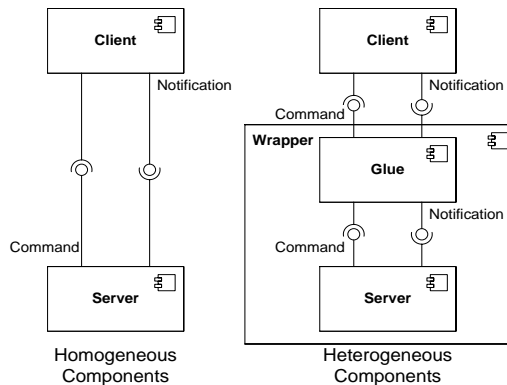 Client
Notification
Command
Server
Homogeneous
Components
Client
Command
Notification
Wrapper
Glue
Notification
Command
Server
Heterogeneous
Components